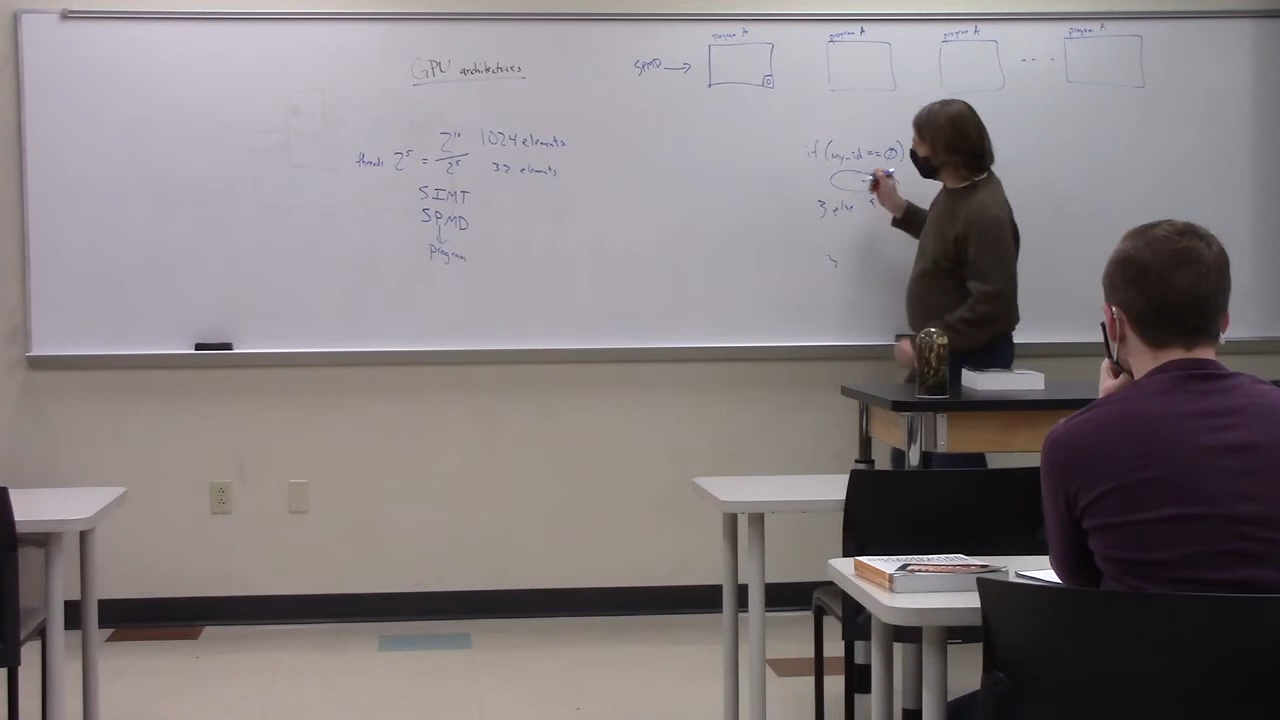 GPU architectures
threads 2^5 = 2^10 / 2^5 1024 elements
32 elements
SIMT
SPMD
↓
program
program A program A program A program A
SPMD → 0 . . . .
if (my_id == 0)
} else {
}